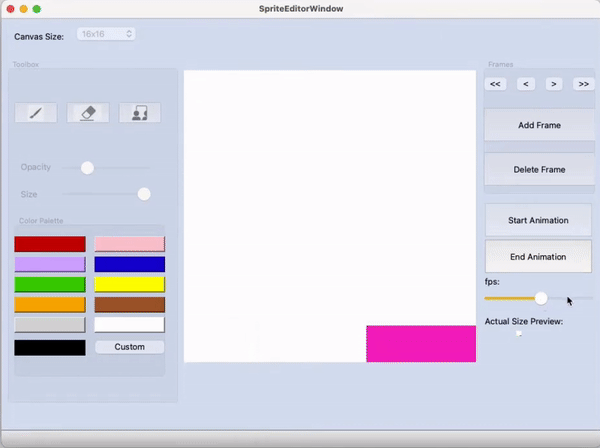 SpriteEditorWindow
Canvas Size: 16x16
Toolbox
Opacity
Size
Color Palette
Custom
Frames
<< < > >>
Add Frame
Delete Frame
Start Animation
End Animation
fps:
Actual Size Preview: